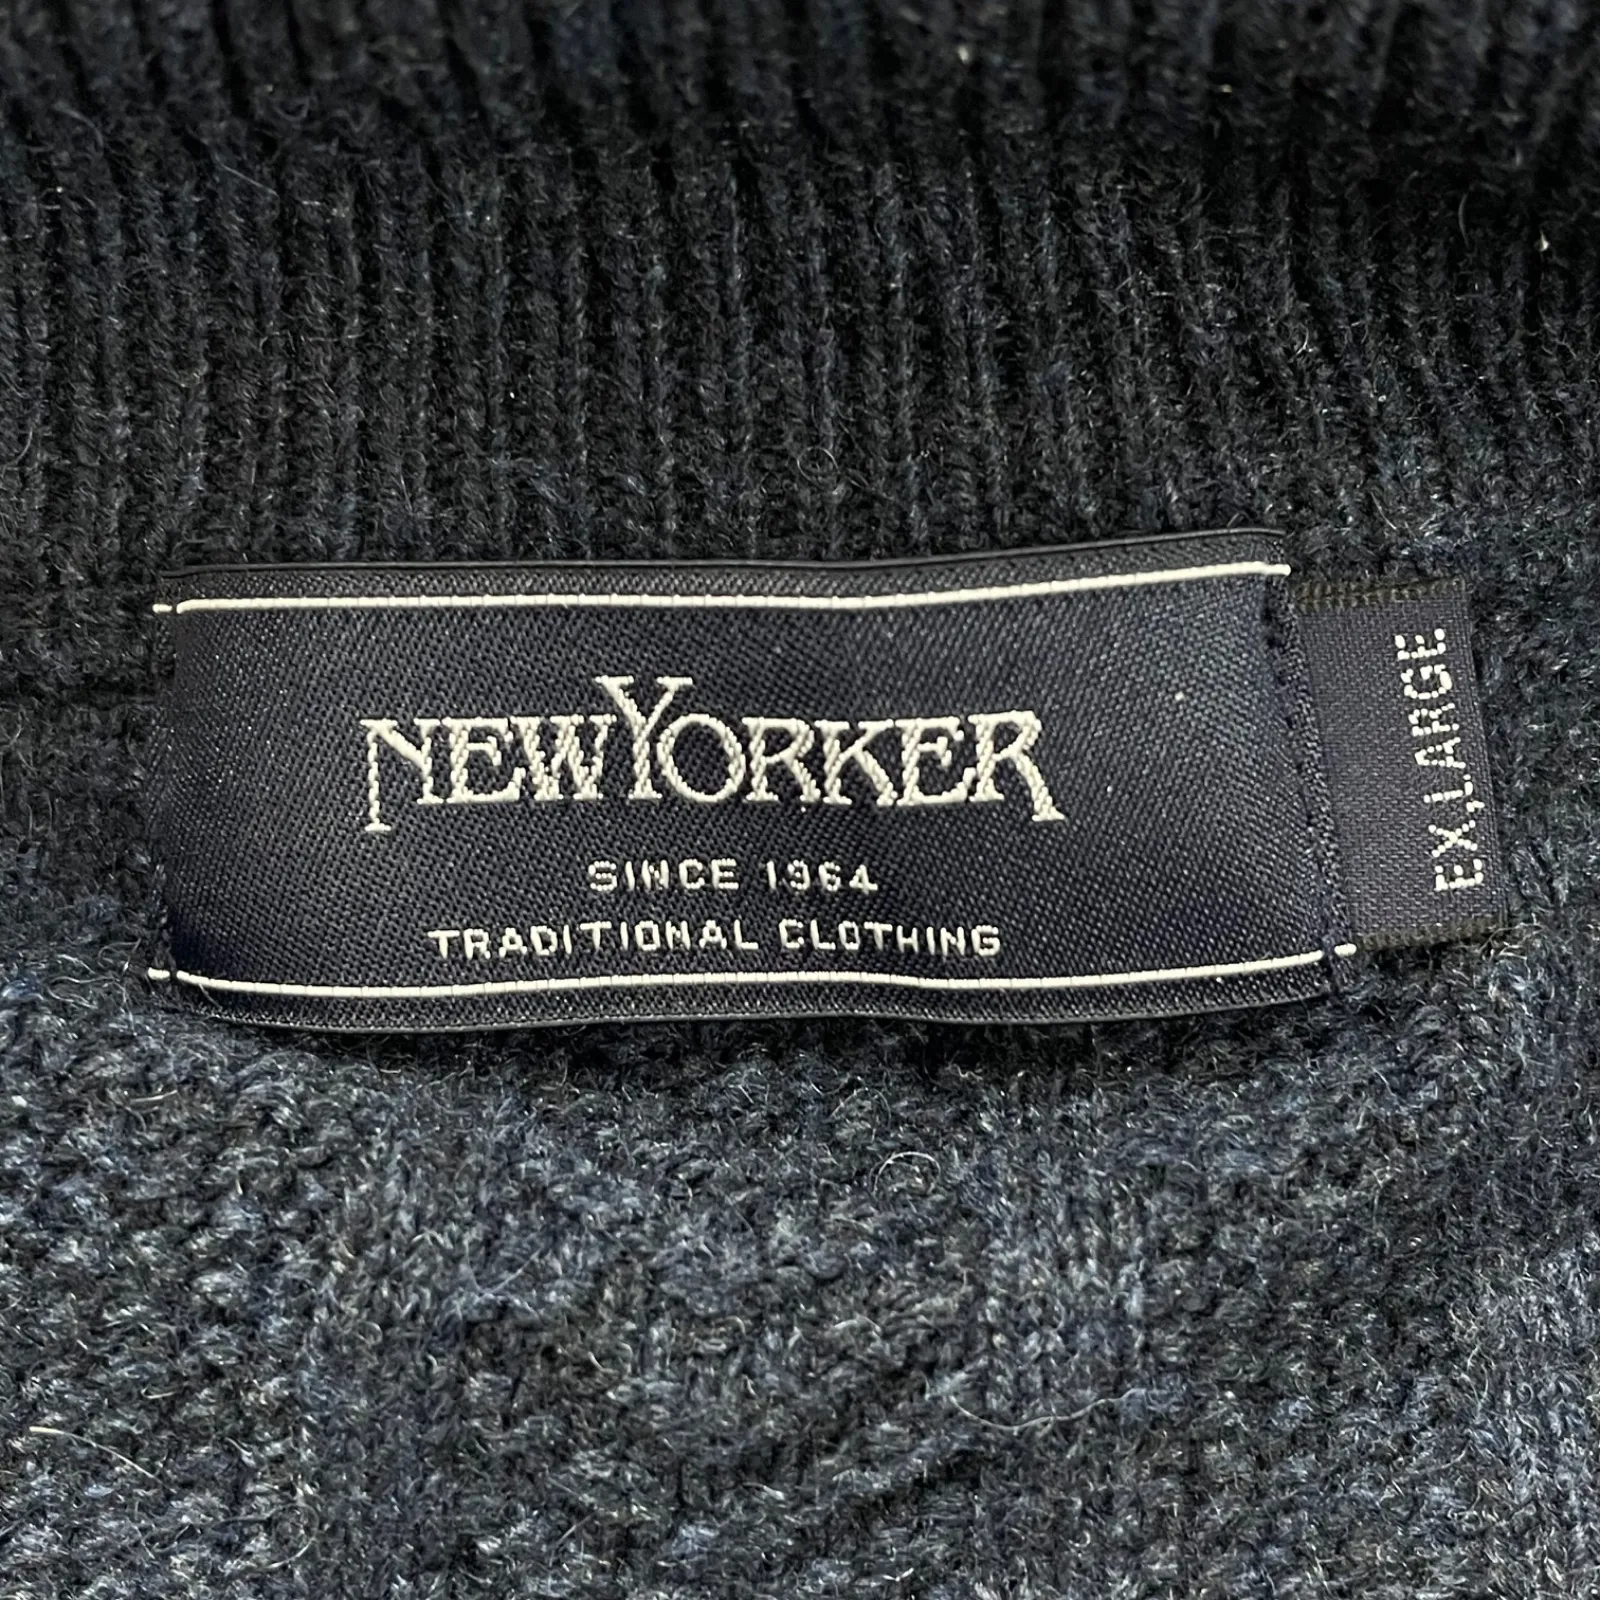 NEWYORKER
SINCE 1964
TRADITIONAL CLOTHING
EX,LARGE